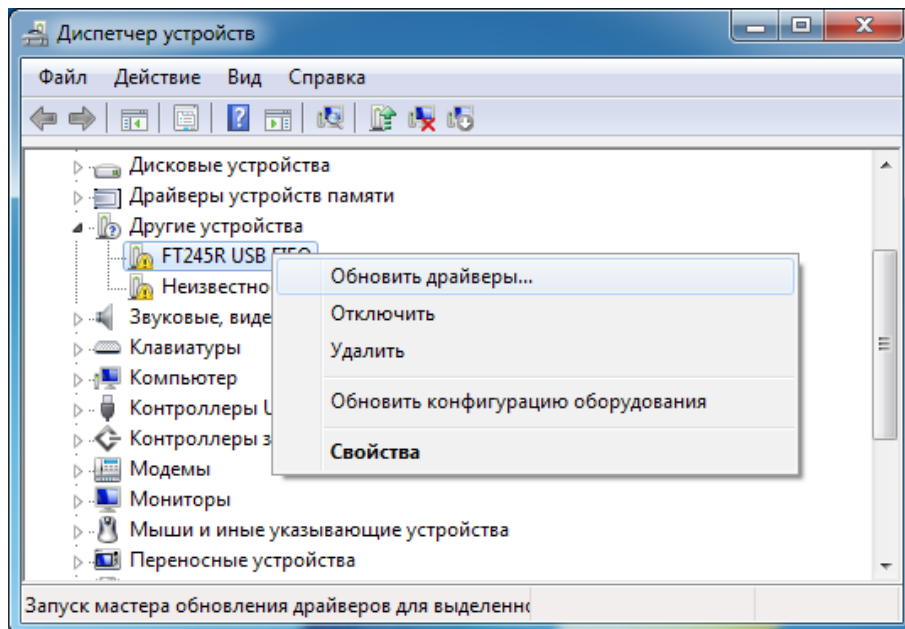 Диспетчер устройств
Файл Действие Вид Справка
Дисковые устройства
Драйверы устройств памяти
Другие устройства
FT245R USB FIFO
Обновить драйверы...
Неизвестно
Отключить
Звуковые, виде
Клавиатуры
Удалить
Компьютер
Контроллеры U
Обновить конфигурацию оборудования
Контроллеры з
Свойства
Модемы
Мониторы
Мыши и иные указывающие устройства
Переносные устройства
Запуск мастера обновления драйверов для выделенно